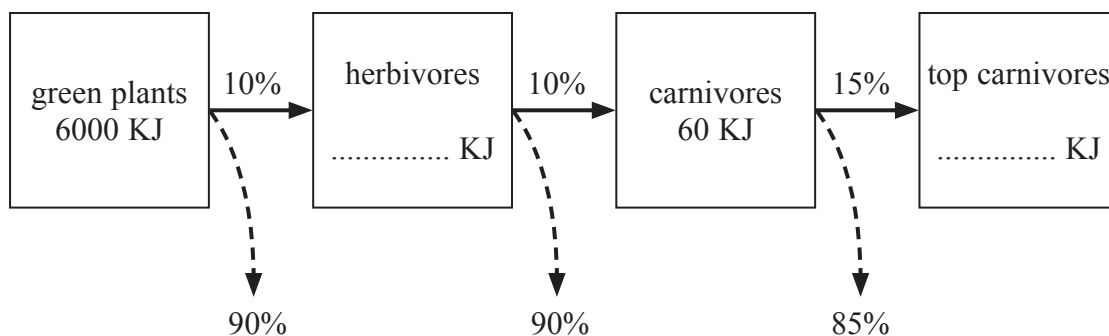 green plants
6000 KJ
10%
herbivores
............... KJ
10%
carnivores
60 KJ
15%
top carnivores
............... KJ
90%
90%
85%